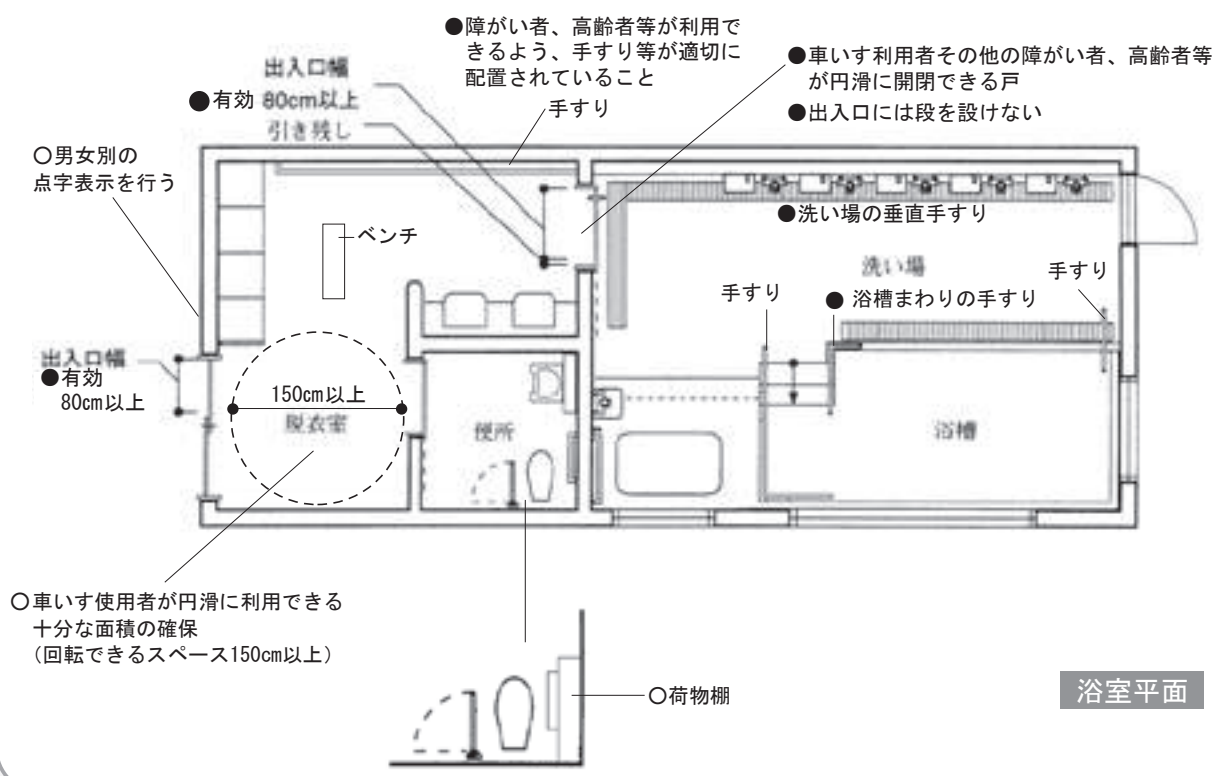 ●障がい者、高齢者等が利用で
きるよう、手すり等が適切に
配置されていること
手すり
●車いす利用者その他の障がい者、高齢者等
が円滑に開閉できる戸
●出入口には段を設けない
出入口幅
●有効 80cm以上
引き残し
○男女別の
点字表示を行う
ベンチ
●洗い場の垂直手すり
洗い場
手すり
●浴槽まわりの手すり
手すり
出入口幅
●有効
80cm以上
150cm以上
脱衣室
便所
浴槽
○車いす使用者が円滑に利用できる
十分な面積の確保
(回転できるスペース150cm以上)
○荷物棚
浴室平面